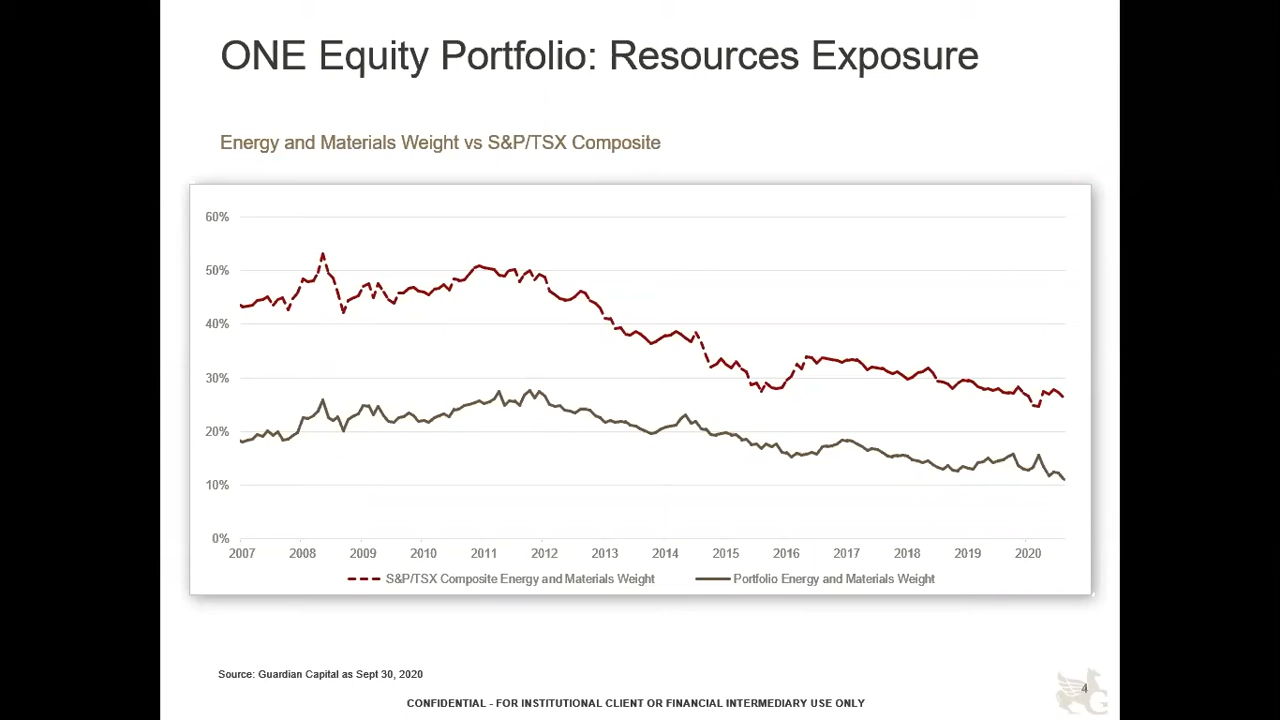 ONE Equity Portfolio: Resources Exposure
Energy and Materials Weight vs S&P/TSX Composite
60%
50%
40%
30%
20%
10%
0%
2007 2008 2009 2010 2011 2012 2013 2014 2015 2016 2017 2018 2019 2020
S&P/TSX Composite Energy and Materials Weight Portfolio Energy and Materials Weight
Source: Guardian Capital as Sept 30, 2020
4
CONFIDENTIAL - FOR INSTITUTIONAL CLIENT OR FINANCIAL INTERMEDIARY USE ONLY